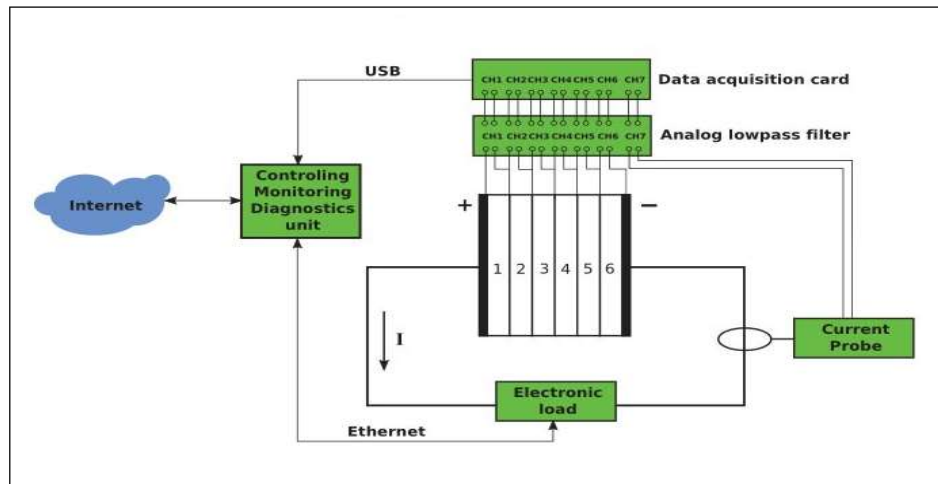 USB
CH1 CH2 CH3 CH4 CH5 CH6 CH7
Data acquisition card
CH1 CH2 CH3 CH4 CH5 CH6 CH7
Analog lowpass filter
Controling
Monitoring
Diagnostics
unit
Internet
+ −
1 2 3 4 5 6
I
Current
Probe
Electronic
load
Ethernet